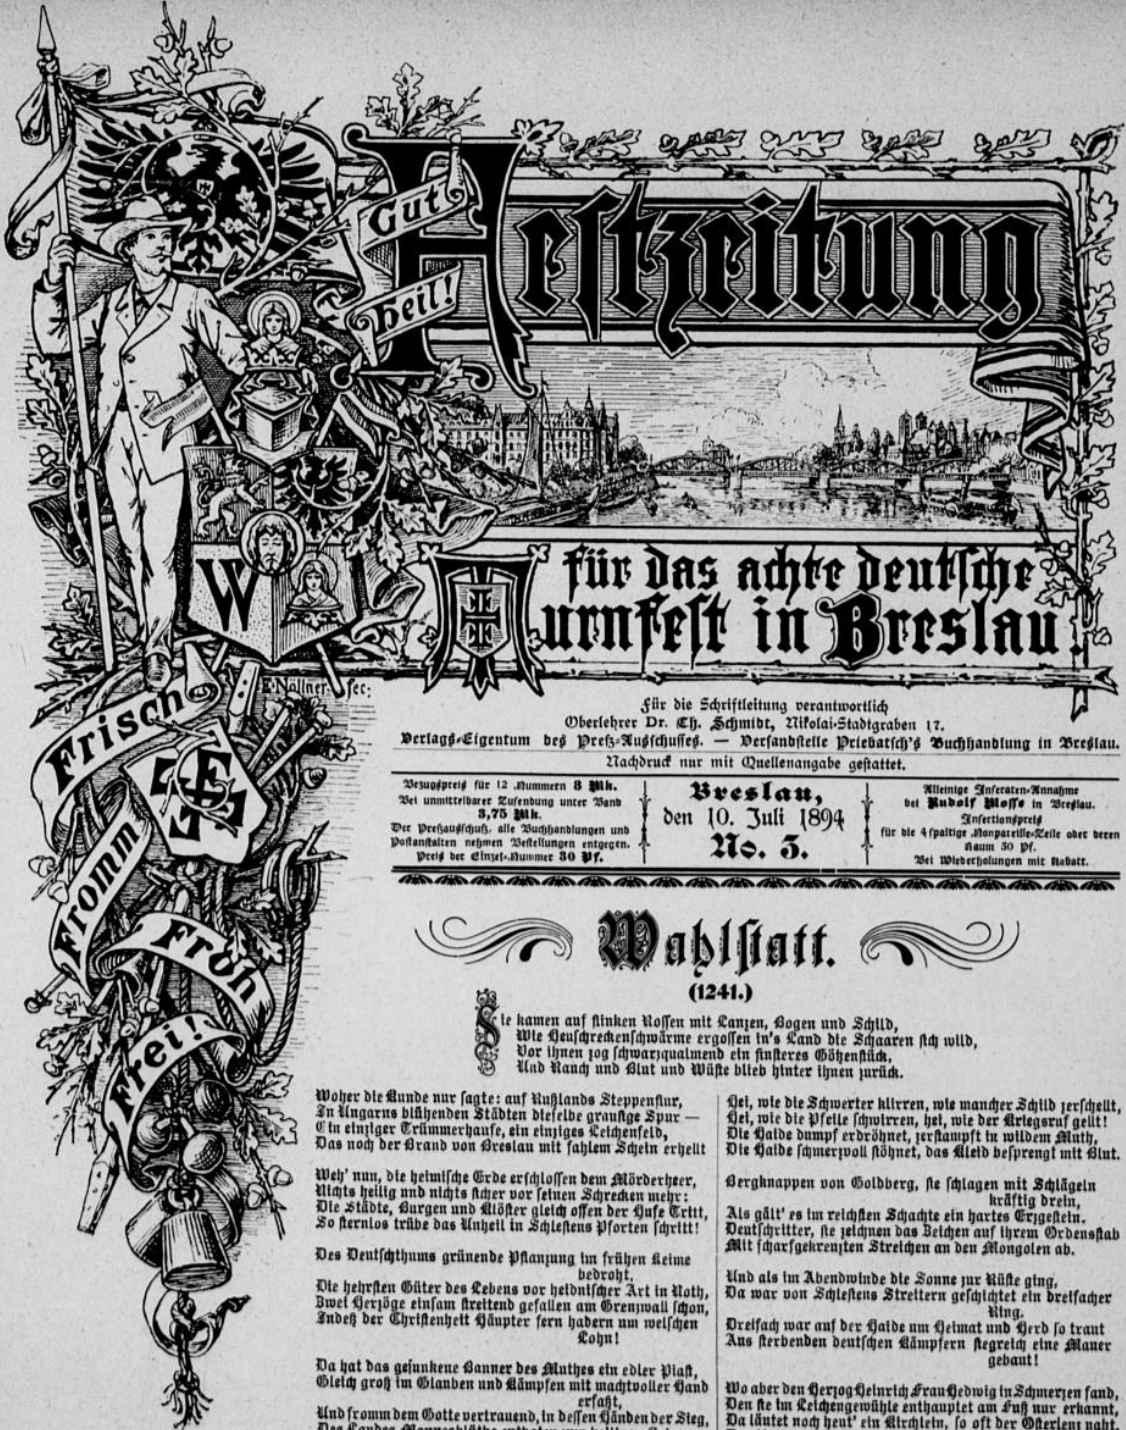 Gut
Heil!
Festzeitung
für das achte deutsche
Turnfest in Breslau.
W
E. Nöllner sec:
Frisch
Fromm
Froh
Frei!
Für die Schriftleitung verantwortlich
Oberlehrer Dr. Th. Schmidt, Nikolai-Stadtgraben 17.
Verlags-Eigentum des Preß-Ausschusses. — Versandstelle Priebatsch's Buchhandlung in Breslau.
Nachdruck nur mit Quellenangabe gestattet.
Bezugspreis für 12 Nummern 3 Mk.
Bei unmittelbarer Zusendung unter Band
3,75 Mk.
Der Preßausschuß, alle Buchhandlungen und
Postanstalten nehmen Bestellungen entgegen.
Preis der Einzel-Nummer 30 Pf.
Breslau,
den 10. Juli 1894
No. 3.
Alleinige Inseraten-Annahme
bei Rudolf Mosse in Breslau.
Insertionspreis
für die 4spaltige Nonpareille-Zeile oder deren
Raum 30 Pf.
Bei Wiederholungen mit Rabatt.
Wahlstatt.
(1241.)
Sie kamen auf flinken Rossen mit Lanzen, Bogen und Schild,
Wie Heuschreckenschwärme ergossen in's Land die Schaaren sich wild,
Vor ihnen zog schwarzqualmend ein finsteres Götzenstück,
Und Rauch und Blut und Wüste blieb hinter ihnen zurück.
Woher die Kunde nur sagte: auf Rußlands Steppenflur,
In Ungarns blühenden Städten dieselbe grausige Spur —
Ein einziger Trümmerhaufe, ein einziges Leichenfeld,
Das noch der Brand von Breslau mit fahlem Schein erhellt
Weh' nun, die heimische Erde erschlossen dem Mörderheer,
Nichts heilig und nichts sicher vor seinen Schrecken mehr:
Die Städte, Burgen und Klöster gleich offen der Hufe Tritt,
So sternlos trübe das Unheil in Schlesiens Pforten schritt!
Des Deutschthums grünende Pflanzung im frühen Keime
bedroht,
Die hehrsten Güter des Lebens vor heidnischer Art in Noth,
Zwei Herzöge einsam streitend gefallen am Grenzwall schon,
Indeß der Christenheit Häupter fern hadern um welschen
Lohn!
Da hat das gesunkene Banner des Muthes ein edler Piast,
Gleich groß im Glauben und Kämpfen mit machtvoller Hand
erfaßt,
Und fromm dem Gotte vertrauend, in dessen Händen der Sieg,
Hei, wie die Schwerter klirren, wie mancher Schild zerschellt,
Hei, wie die Pfeile schwirren, hei, wie der Kriegsruf gellt!
Die Haide dumpf erdröhnet, zerstampft in wildem Muth,
Die Haide schmerzvoll stöhnet, das Kleid besprengt mit Blut.
Bergknappen von Goldberg, sie schlagen mit Schlägeln
kräftig drein,
Als gält' es im reichsten Schachte ein hartes Erzgestein.
Deutschritter, sie zeichnen das Zeichen auf ihrem Ordensstab
Mit scharfgekreuzten Streichen an den Mongolen ab.
Und als im Abendwinde die Sonne zur Rüste ging,
Da war von Schlesiens Streitern geschichtet ein dreifacher
Ring.
Dreifach war auf der Haide um Heimat und Herd so traut
Aus sterbenden deutschen Kämpfern siegreich eine Mauer
gebaut!
Wo aber den Herzog Heinrich Frau Hedwig in Schmerzen fand,
Den sie im Leichengewühle enthauptet am Fuß nur erkannt,
Da läutet noch heut' ein Kirchlein, so oft der Osterlenz naht,